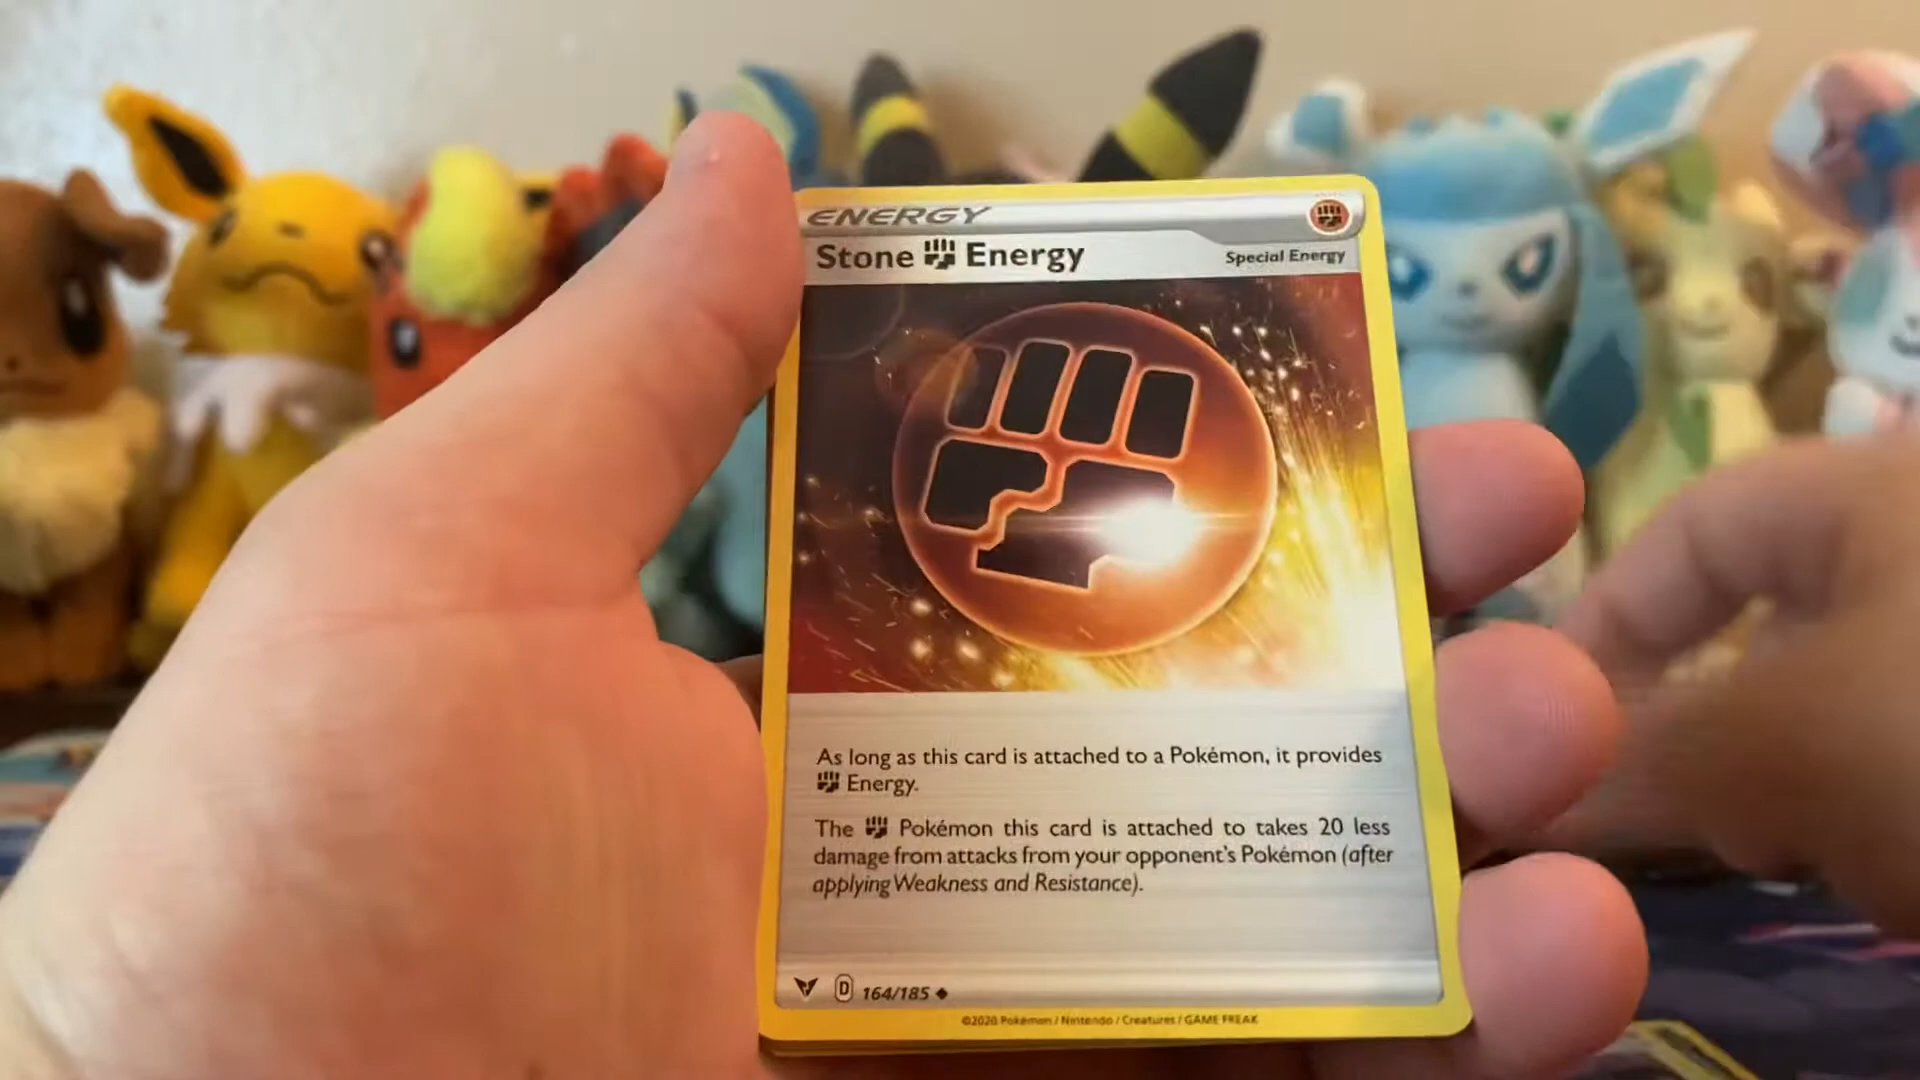 ENERGY
Stone Energy
Special Energy
As long as this card is attached to a Pokémon, it provides
Energy.
The Pokémon this card is attached to takes 20 less
damage from attacks from your opponent's Pokémon (after
applying Weakness and Resistance).
D 164/185
©2020 Pokémon / Nintendo / Creatures / GAME FREAK